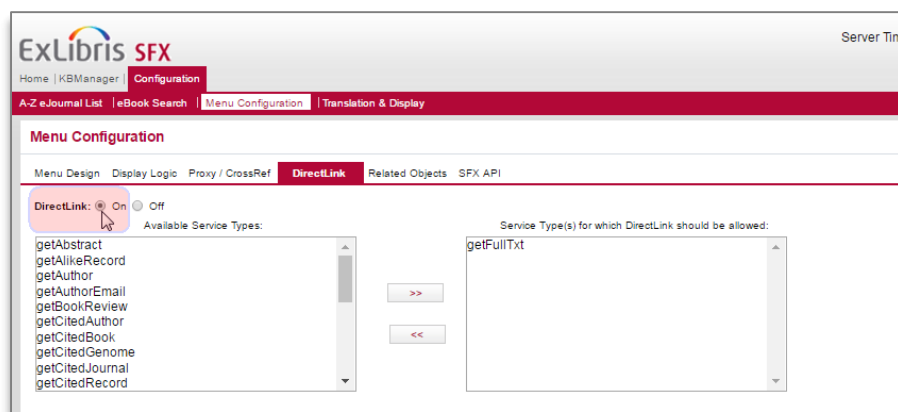 ExLibris SFX
Server Tim
Home | KBManager | Configuration
A-Z eJournal List | eBook Search | Menu Configuration | Translation & Display
Menu Configuration
Menu Design Display Logic Proxy / CrossRef DirectLink Related Objects SFX API
DirectLink: On Off
Available Service Types: Service Type(s) for which DirectLink should be allowed:
getAbstract getFullTxt
getAlikeRecord
getAuthor
getAuthorEmail
getBookReview
>>
getCitedAuthor
getCitedBook
<<
getCitedGenome
getCitedJournal
getCitedRecord